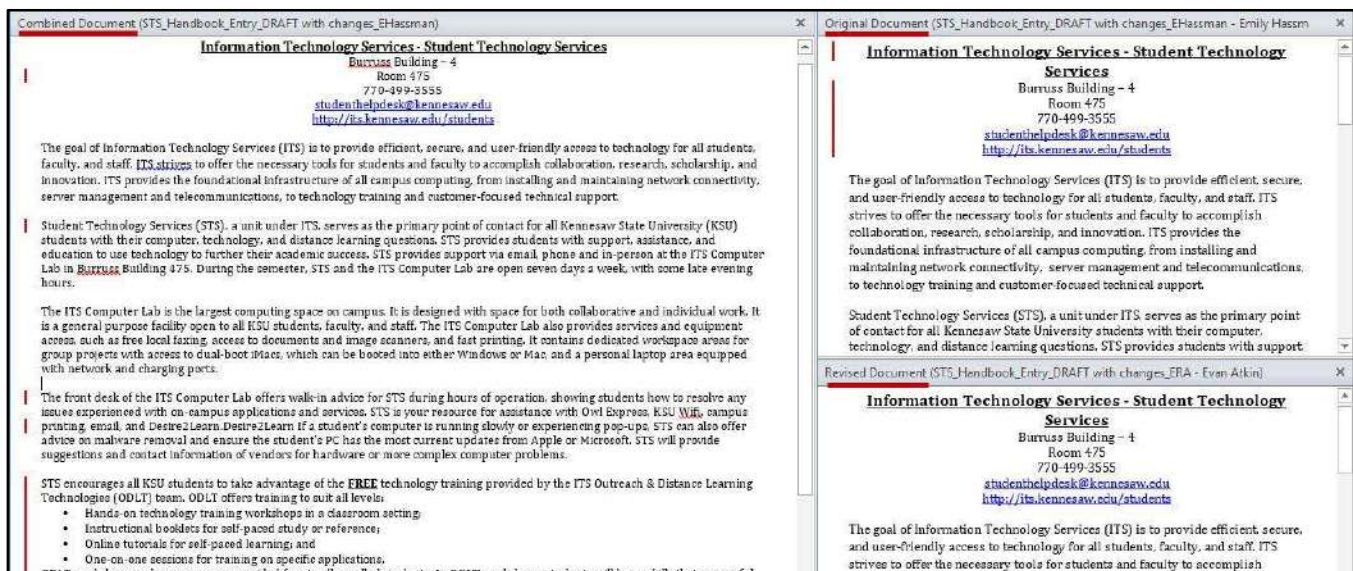 Combined Document (STS_Handbook_Entry_DRAFT with changes_EHassman)
Information Technology Services - Student Technology Services
Burruss Building – 4
Room 475
770-499-3555
studenthelpdesk@kennesaw.edu
http://its.kennesaw.edu/students
The goal of Information Technology Services (ITS) is to provide efficient, secure, and user-friendly access to technology for all students,
faculty, and staff. ITS strives to offer the necessary tools for students and faculty to accomplish collaboration, research, scholarship, and
innovation. ITS provides the foundational infrastructure of all campus computing, from installing and maintaining network connectivity,
server management and telecommunications, to technology training and customer-focused technical support.
Student Technology Services (STS), a unit under ITS, serves as the primary point of contact for all Kennesaw State University (KSU)
students with their computer, technology, and distance learning questions. STS provides students with support, assistance, and
education to use technology to further their academic success. STS provides support via email, phone and in-person at the ITS Computer
Lab in Burruss Building 475. During the semester, STS and the ITS Computer Lab are open seven days a week, with some late evening
hours.
The ITS Computer Lab is the largest computing space on campus. It is designed with space for both collaborative and individual work. It
is a general purpose facility open to all KSU students, faculty, and staff. The ITS Computer Lab also provides services and equipment
access, such as free local faxing, access to documents and image scanners, and fast printing. It contains dedicated workspace areas for
group projects with access to dual-boot iMacs, which can be booted into either Windows or Mac, and a personal laptop area equipped
with network and charging ports.
The front desk of the ITS Computer Lab offers walk-in advice for STS during hours of operation, showing students how to resolve any
issues experienced with on-campus applications and services. STS is your resource for assistance with Owl Express, KSU Wifi, campus
printing, email, and Desire2Learn.Desire2Learn If a student's computer is running slowly or experiencing pop-ups, STS can also offer
advice on malware removal and ensure the student's PC has the most current updates from Apple or Microsoft. STS will provide
suggestions and contact information of vendors for hardware or more complex computer problems.
STS encourages all KSU students to take advantage of the FREE technology training provided by the ITS Outreach & Distance Learning
Technologies (ODLT) team. ODLT offers training to suit all levels:
• Hands-on technology training workshops in a classroom setting;
• Instructional booklets for self-paced study or reference;
• Online tutorials for self-paced learning; and
• One-on-one sessions for training on specific applications.
Original Document (STS_Handbook_Entry_DRAFT with changes_EHassman - Emily Hassm
Information Technology Services - Student Technology
Services
Burruss Building – 4
Room 475
770-499-3555
studenthelpdesk@kennesaw.edu
http://its.kennesaw.edu/students
The goal of Information Technology Services (ITS) is to provide efficient, secure,
and user-friendly access to technology for all students, faculty, and staff. ITS
strives to offer the necessary tools for students and faculty to accomplish
collaboration, research, scholarship, and innovation. ITS provides the
foundational infrastructure of all campus computing, from installing and
maintaining network connectivity, server management and telecommunications,
to technology training and customer-focused technical support.
Student Technology Services (STS), a unit under ITS, serves as the primary point
of contact for all Kennesaw State University students with their computer,
technology, and distance learning questions. STS provides students with support
Revised Document (STS_Handbook_Entry_DRAFT with changes_ERA - Evan Atkin)
Information Technology Services - Student Technology
Services
Burruss Building – 4
Room 475
770-499-3555
studenthelpdesk@kennesaw.edu
http://its.kennesaw.edu/students
The goal of Information Technology Services (ITS) is to provide efficient, secure,
and user-friendly access to technology for all students, faculty, and staff. ITS
strives to offer the necessary tools for students and faculty to accomplish